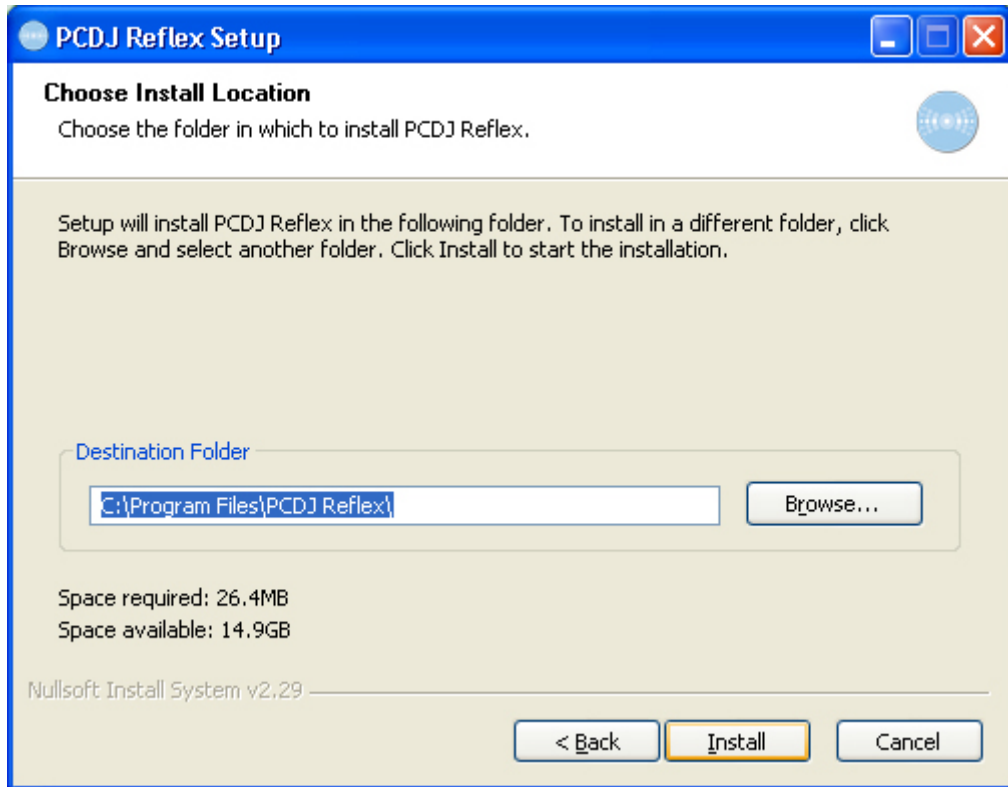 PCDJ Reflex Setup
Choose Install Location
Choose the folder in which to install PCDJ Reflex.
Setup will install PCDJ Reflex in the following folder. To install in a different folder, click
Browse and select another folder. Click Install to start the installation.
Destination Folder
C:\Program Files\PCDJ Reflex\
Browse...
Space required: 26.4MB
Space available: 14.9GB
Nullsoft Install System v2.29
< Back
Install
Cancel